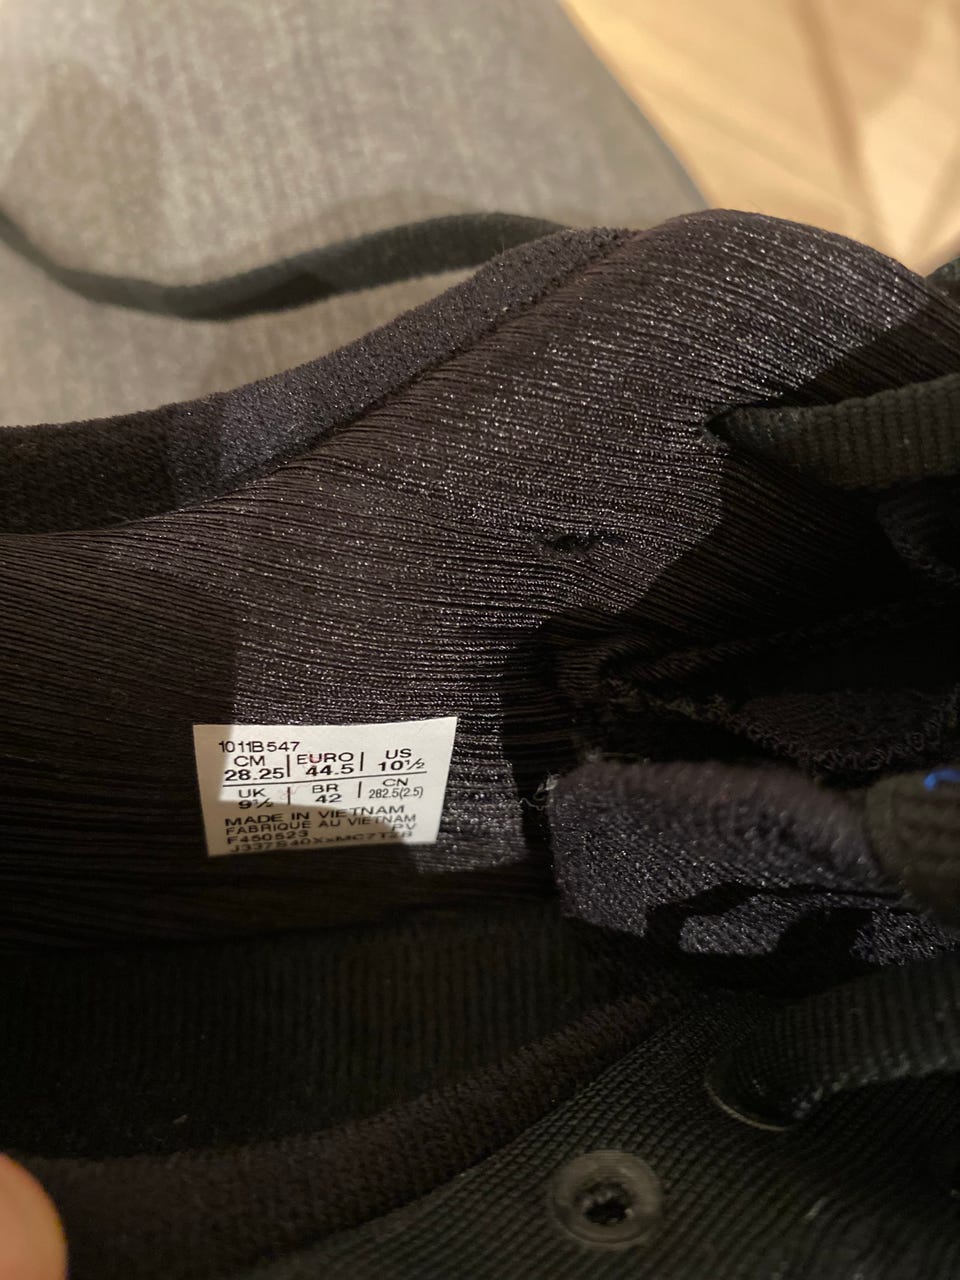 1011B547
CM | EURO | US
28.25 | 44.5 | 10½
UK | BR | CN
9½ | 42 | 282.5(2.5)
MADE IN VIETNAM
FABRIQUE AU VIETNAM
F450523 PV